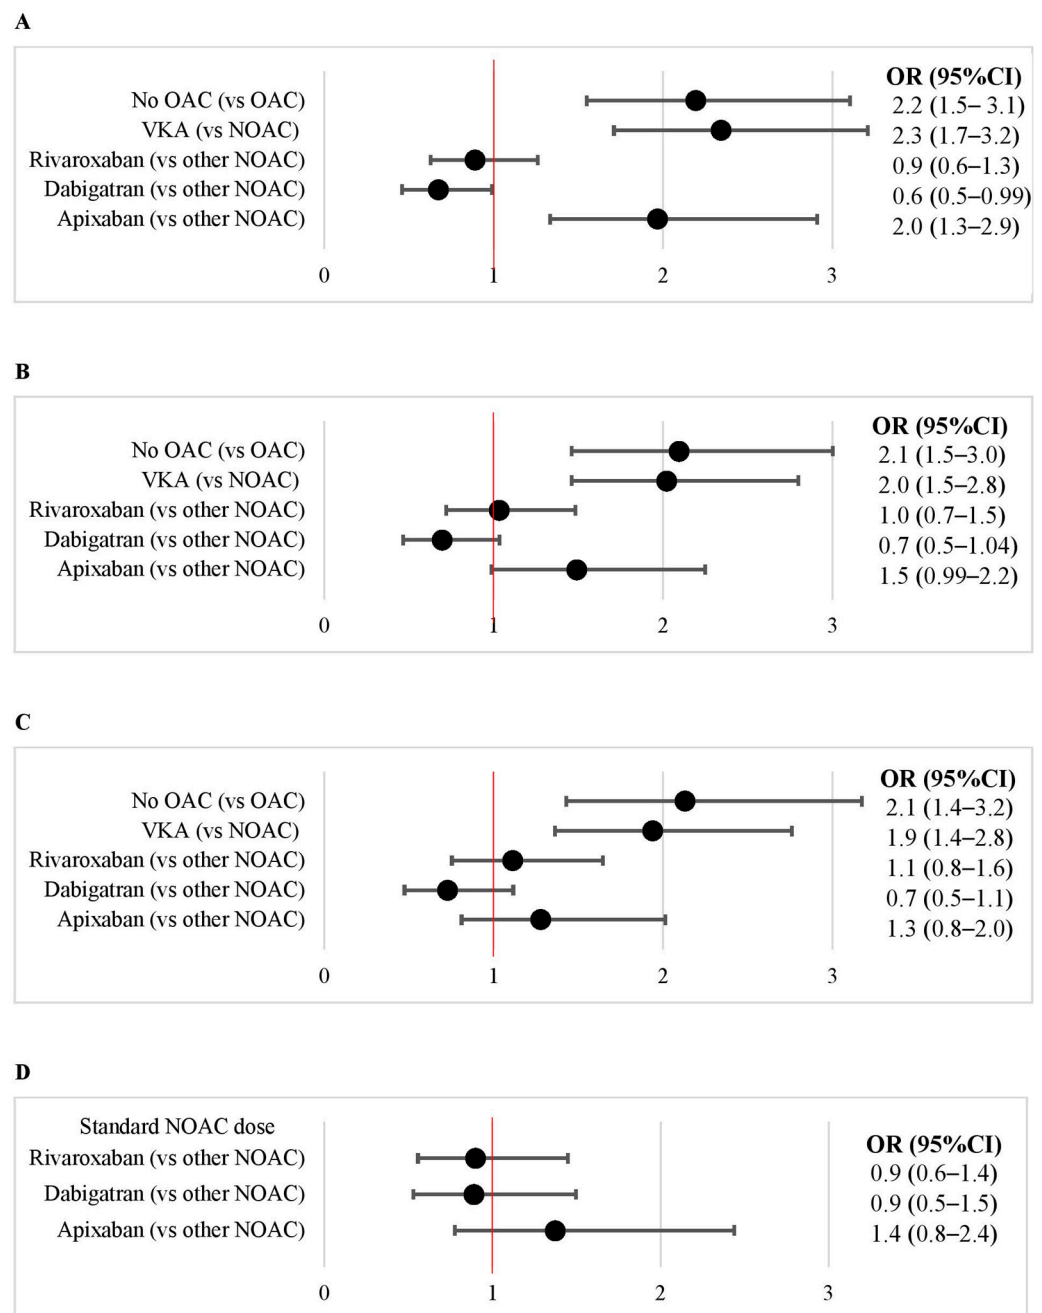 A
OR (95%CI)
No OAC (vs OAC) 2.2 (1.5– 3.1)
VKA (vs NOAC) 2.3 (1.7–3.2)
Rivaroxaban (vs other NOAC) 0.9 (0.6–1.3)
Dabigatran (vs other NOAC) 0.6 (0.5–0.99)
Apixaban (vs other NOAC) 2.0 (1.3–2.9)
0 1 2 3
B
OR (95%CI)
No OAC (vs OAC) 2.1 (1.5–3.0)
VKA (vs NOAC) 2.0 (1.5–2.8)
Rivaroxaban (vs other NOAC) 1.0 (0.7–1.5)
Dabigatran (vs other NOAC) 0.7 (0.5–1.04)
Apixaban (vs other NOAC) 1.5 (0.99–2.2)
0 1 2 3
C
OR (95%CI)
No OAC (vs OAC) 2.1 (1.4–3.2)
VKA (vs NOAC) 1.9 (1.4–2.8)
Rivaroxaban (vs other NOAC) 1.1 (0.8–1.6)
Dabigatran (vs other NOAC) 0.7 (0.5–1.1)
Apixaban (vs other NOAC) 1.3 (0.8–2.0)
0 1 2 3
D
Standard NOAC dose OR (95%CI)
Rivaroxaban (vs other NOAC) 0.9 (0.6–1.4)
Dabigatran (vs other NOAC) 0.9 (0.5–1.5)
Apixaban (vs other NOAC) 1.4 (0.8–2.4)
0 1 2 3